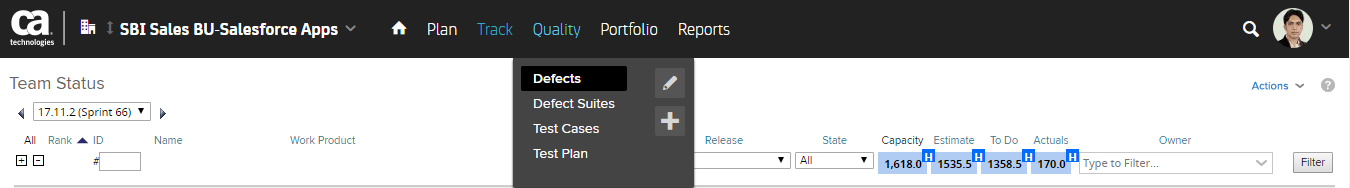 ca
technologies
SBI Sales BU-Salesforce Apps
Plan Track Quality Portfolio Reports
Defects
Defect Suites
Test Cases
Test Plan
Team Status
Actions ?
17.11.2 (Sprint 66)
All Rank ID Name Work Product Release State Capacity Estimate To Do Actuals Owner
# All 1,618.0 H 1535.5 H 1358.5 H 170.0 H Type to Filter... Filter